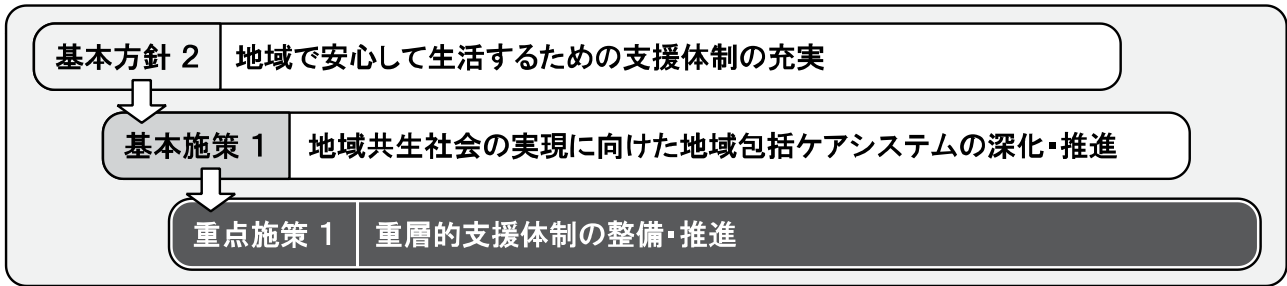 基本方針 2 地域で安心して生活するための支援体制の充実
基本施策 1 地域共生社会の実現に向けた地域包括ケアシステムの深化・推進
重点施策 1 重層的支援体制の整備・推進